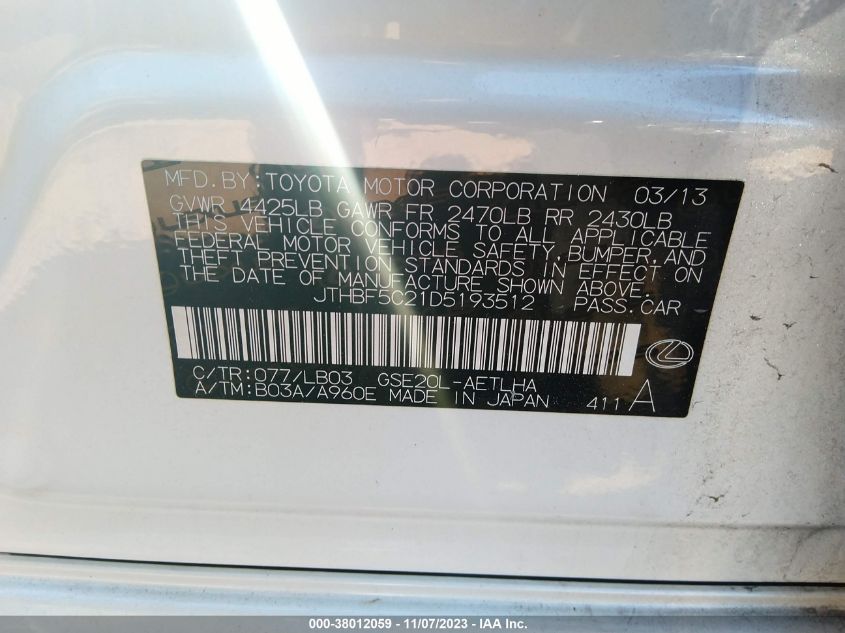 MFD.BY:TOYOTA MOTOR CORPORATION 03/13
GVWR 4425LB GAWR FR 2470LB RR 2430LB
THIS VEHICLE CONFORMS TO ALL APPLICABLE
FEDERAL MOTOR VEHICLE SAFETY,BUMPER,AND
THEFT PREVENTION STANDARDS IN EFFECT ON
THE DATE OF MANUFACTURE SHOWN ABOVE.
JTHBF5C21D5193512 PASS.CAR
C/TR:077/LB03 GSE20L-AETLHA
A/TM:B03A/A960E MADE IN JAPAN 411 A
000-38012059 - 11/07/2023 - IAA Inc.